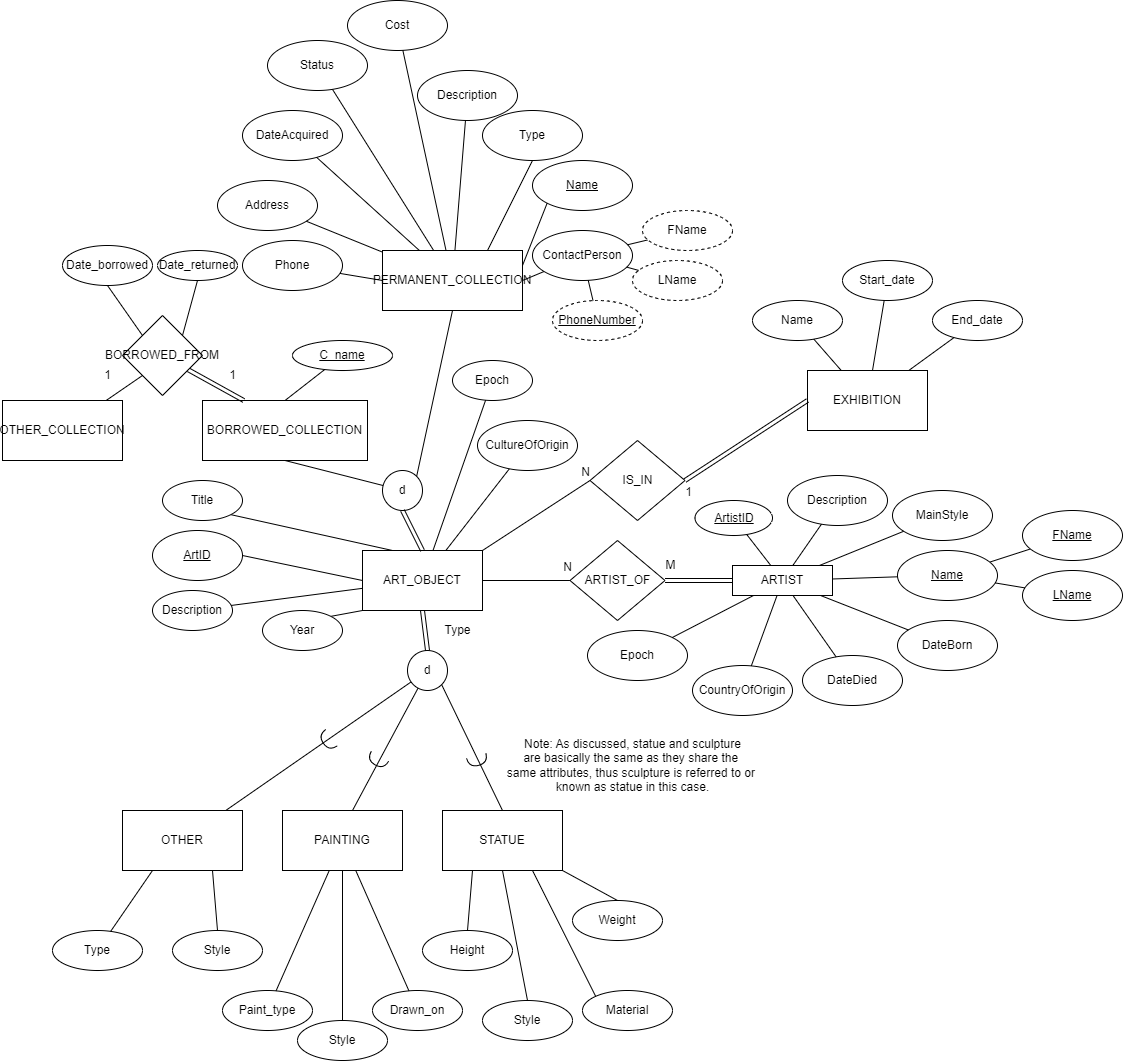 Cost
Status
Description
DateAcquired
Type
Name
Address
FName
ContactPerson
Date_borrowed
Date_returned
Phone
PERMANENT_COLLECTION
LName
Start_date
PhoneNumber
Name
End_date
BORROWED_FROM
C_name
1
1
Epoch
EXHIBITION
OTHER_COLLECTION
BORROWED_COLLECTION
CultureOfOrigin
N
IS_IN
1
d
Title
Description
ArtistID
MainStyle
FName
ArtID
N
M
ART_OBJECT
ARTIST_OF
ARTIST
Name
LName
Description
Year
Type
Epoch
DateBorn
d
CountryOfOrigin
DateDied
Note: As discussed, statue and sculpture
are basically the same as they share the
same attributes, thus sculpture is referred to or
known as statue in this case.
OTHER
PAINTING
STATUE
Weight
Type
Style
Height
Paint_type
Drawn_on
Style
Material
Style